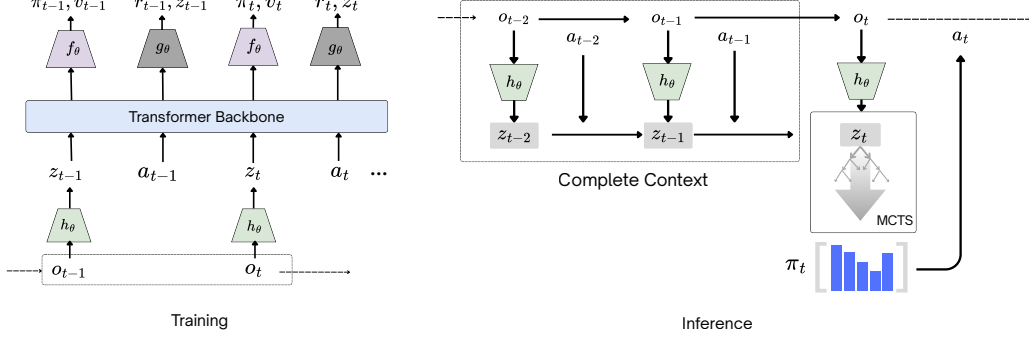 π_{t−1}, v_{t−1} r_{t−1}, z_{t−1} π_t, v_t r_t, z_t
f_θ g_θ f_θ g_θ
Transformer Backbone
z_{t−1} a_{t−1} z_t a_t ...
h_θ h_θ
o_{t−1} o_t
Training
o_{t−2} o_{t−1} o_t
a_{t−2} a_{t−1} a_t
h_θ h_θ h_θ
z_{t−2} z_{t−1} z_t
Complete Context
MCTS
π_t
Inference